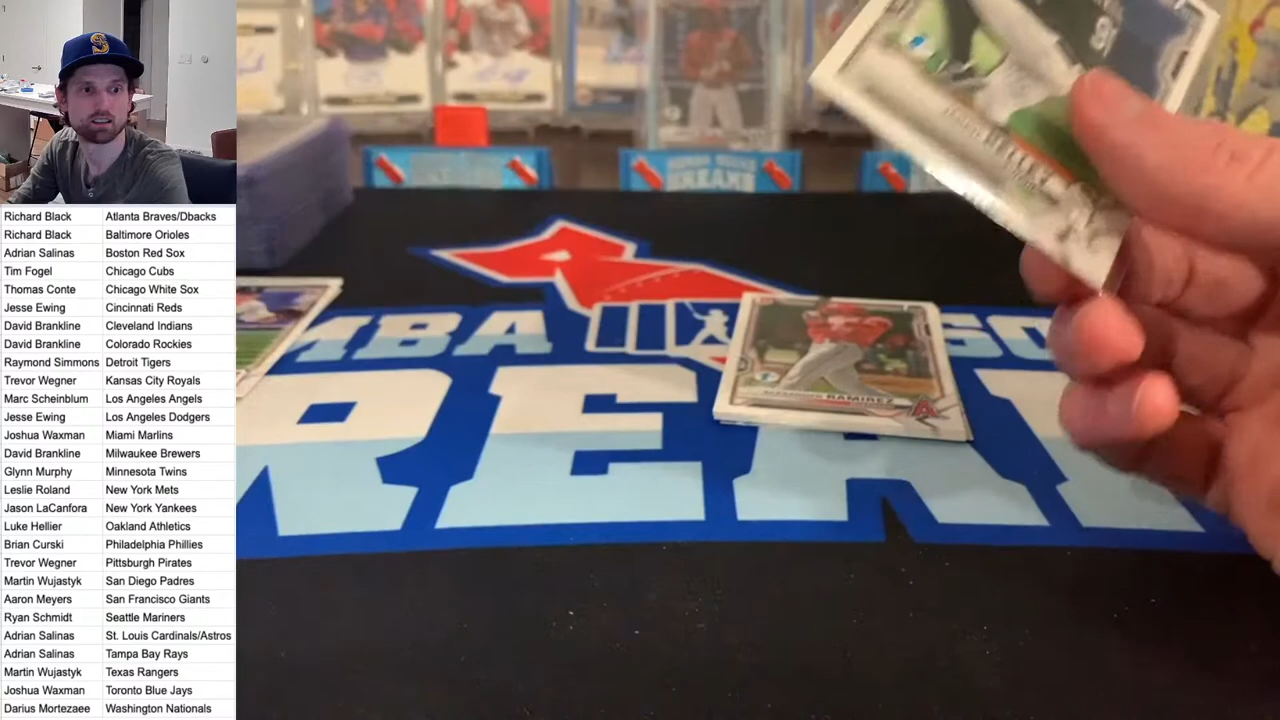 S
Richard Black Atlanta Braves/Dbacks
Richard Black Baltimore Orioles
Adrian Salinas Boston Red Sox
Tim Fogel Chicago Cubs
Thomas Conte Chicago White Sox
Jesse Ewing Cincinnati Reds
David Brankline Cleveland Indians
David Brankline Colorado Rockies
Raymond Simmons Detroit Tigers
Trevor Wegner Kansas City Royals
Marc Scheinblum Los Angeles Angels
Jesse Ewing Los Angeles Dodgers
Joshua Waxman Miami Marlins
David Brankline Milwaukee Brewers
Glynn Murphy Minnesota Twins
Leslie Roland New York Mets
Jason LaCanfora New York Yankees
Luke Hellier Oakland Athletics
Brian Curski Philadelphia Phillies
Trevor Wegner Pittsburgh Pirates
Martin Wujastyk San Diego Padres
Aaron Meyers San Francisco Giants
Ryan Schmidt Seattle Mariners
Adrian Salinas St. Louis Cardinals/Astros
Adrian Salinas Tampa Bay Rays
Martin Wujastyk Texas Rangers
Joshua Waxman Toronto Blue Jays
Darius Mortezaee Washington Nationals
BREAKS
MBA SO
REA
RAMIREZ
A